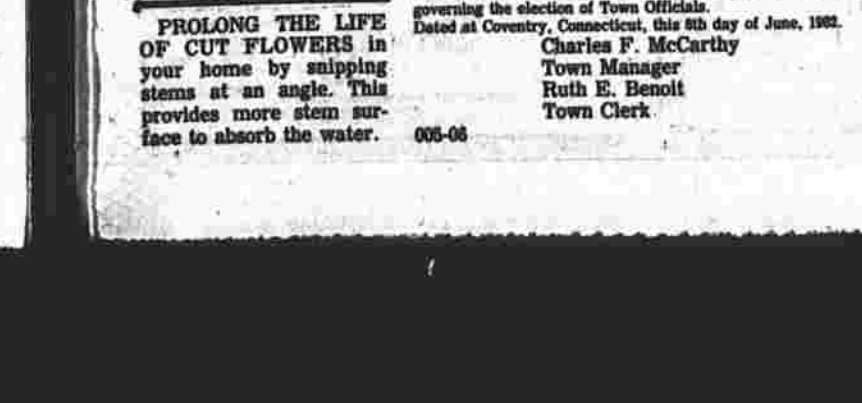 PROLONG THE LIFE
OF CUT FLOWERS in
your home by snipping
stems at an angle. This
provides more stem sur-
face to absorb the water.
governing the election of Town Officials.
Dated at Coventry, Connecticut, this 8th day of June, 1982.
Charles F. McCarthy
Town Manager
Ruth E. Benoit
Town Clerk
005-06